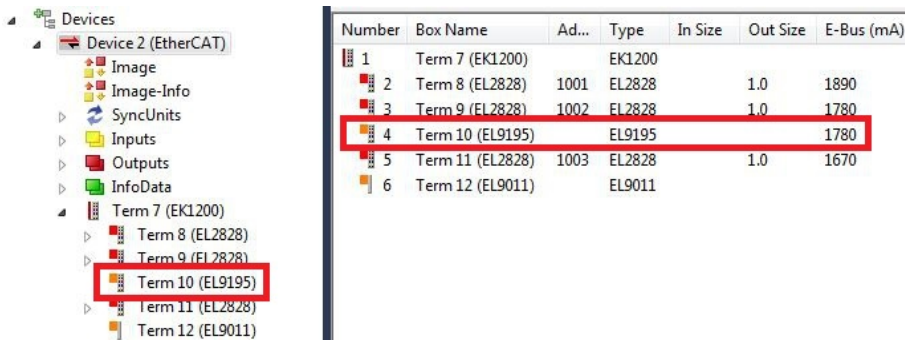 Devices
Device 2 (EtherCAT)
Image
Image-Info
SyncUnits
Inputs
Outputs
InfoData
Term 7 (EK1200)
Term 8 (EL2828)
Term 9 (EL2828)
Term 10 (EL9195)
Term 11 (EL2828)
Term 12 (EL9011)
Number Box Name Ad... Type In Size Out Size E-Bus (mA)
1 Term 7 (EK1200) EK1200
2 Term 8 (EL2828) 1001 EL2828 1.0 1890
3 Term 9 (EL2828) 1002 EL2828 1.0 1780
4 Term 10 (EL9195) EL9195 1780
5 Term 11 (EL2828) 1003 EL2828 1.0 1670
6 Term 12 (EL9011) EL9011